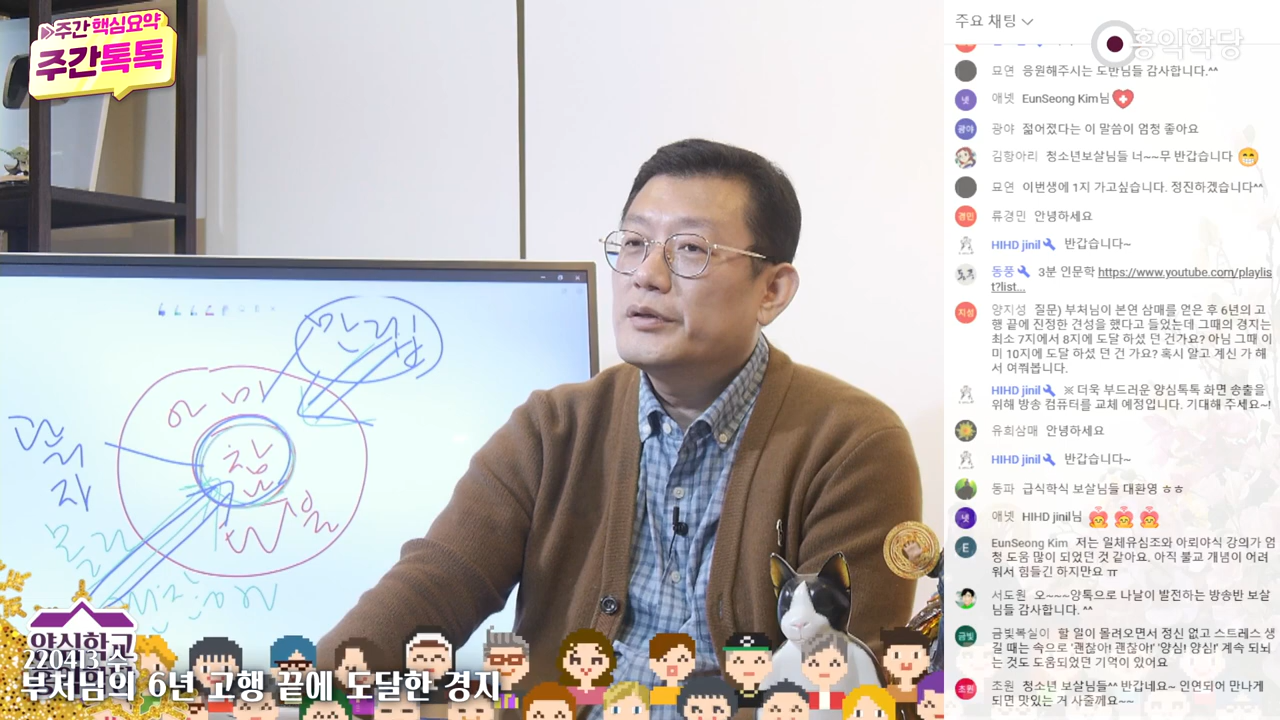 주간 핵심요약
주간톡톡
홍익학당
주요 채팅
묘연 응원해주시는 도반님들 감사합니다.^^
넷
애넷 EunSeong Kim님
광야
광야 젊어졌다는 이 말씀이 엄청 좋아요
김항아리 청소년보살님들 너~~무 반갑습니다
묘연 이번생에 1지 가고싶습니다. 정진하겠습니다^^
경민
류경민 안녕하세요
HIHD jinil 반갑습니다~
동풍 3분 인문학 https://www.youtube.com/playlis
t?list...
지성
양지성 질문) 부처님이 본연 삼매를 얻은 후 6년의 고
행 끝에 진정한 견성을 했다고 들었는데 그때의 경지는
최소 7지에서 8지에 도달 하셨 던 건가요? 아님 그때 이
미 10지에 도달 하셨 던 건 가요? 혹시 알고 계신 가 해
서 여쭤봅니다.
HIHD jinil ※ 더욱 부드러운 양심톡톡 화면 송출을
위해 방송 컴퓨터를 교체 예정입니다. 기대해 주세요~!
유희삼매 안녕하세요
HIHD jinil 반갑습니다~
동파 급식학식 보살님들 대환영 ㅎㅎ
넷
애넷 HIHD jinil님
E
EunSeong Kim 저는 일체유심조와 아뢰야식 강의가 엄
청 도움 많이 되었던 것 같아요. 아직 불교 개념이 어려
워서 힘들긴 하지만요 ㅠ
서도원 오~~~양톡으로 나날이 발전하는 방송반 보살
님들 감사합니다. ^^
금빛
금빛복실이 할 일이 몰려오면서 정신 없고 스트레스 생
길 때는 속으로 '괜찮아! 괜찮아!' '양심! 양심!' 계속 되뇌
는 것도 도움되었던 기억이 있어요
초원
초원 청소년 보살님들^^ 반갑네요~ 인연되어 만나게
되면 맛있는 거 사줄께요~~
만
참
양심학교
220413 수
부처님의 6년 고행 끝에 도달한 경지